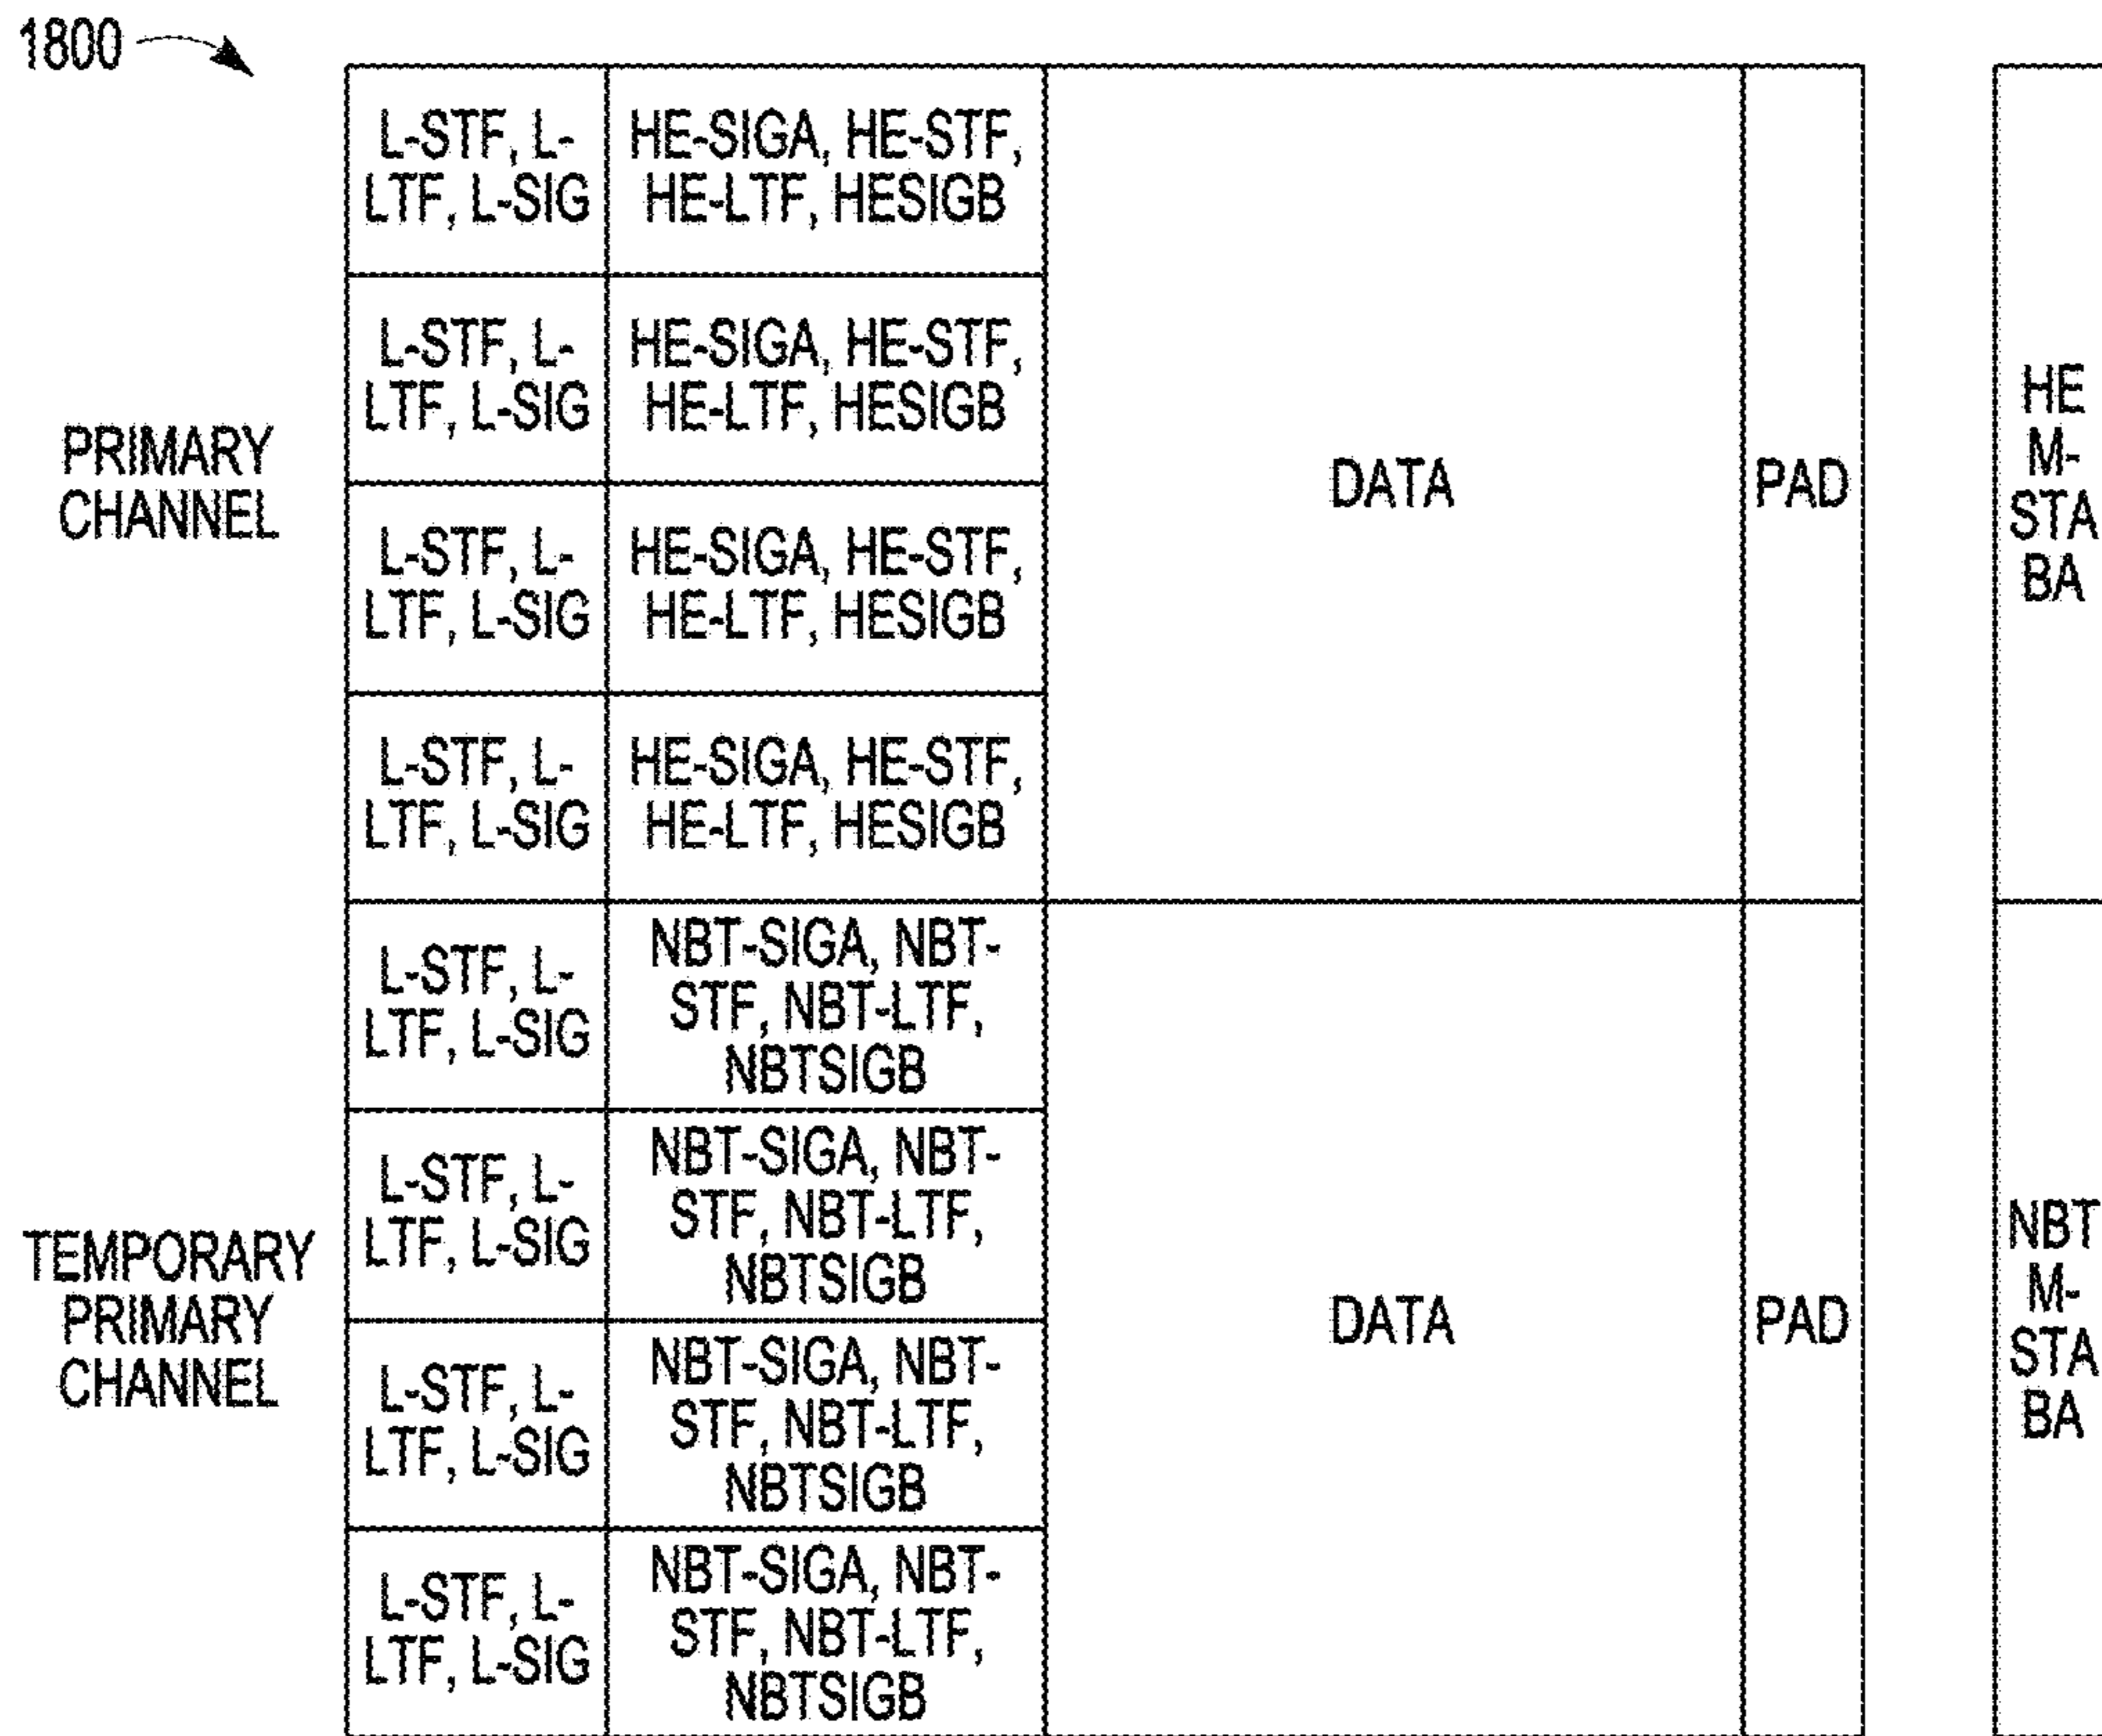 1800
L-STF, L-
LTF, L-SIG
HE-SIGA, HE-STF,
HE-LTF, HESIGB
L-STF, L-
LTF, L-SIG
HE-SIGA, HE-STF,
HE-LTF, HESIGB
L-STF, L-
LTF, L-SIG
HE-SIGA, HE-STF,
HE-LTF, HESIGB
L-STF, L-
LTF, L-SIG
HE-SIGA, HE-STF,
HE-LTF, HESIGB
PRIMARY
CHANNEL
DATA
PAD
HE
M-
STA
BA
L-STF, L-
LTF, L-SIG
NBT-SIGA, NBT-
STF, NBT-LTF,
NBTSIGB
L-STF, L-
LTF, L-SIG
NBT-SIGA, NBT-
STF, NBT-LTF,
NBTSIGB
L-STF, L-
LTF, L-SIG
NBT-SIGA, NBT-
STF, NBT-LTF,
NBTSIGB
L-STF, L-
LTF, L-SIG
NBT-SIGA, NBT-
STF, NBT-LTF,
NBTSIGB
TEMPORARY
PRIMARY
CHANNEL
DATA
PAD
NBT
M-
STA
BA